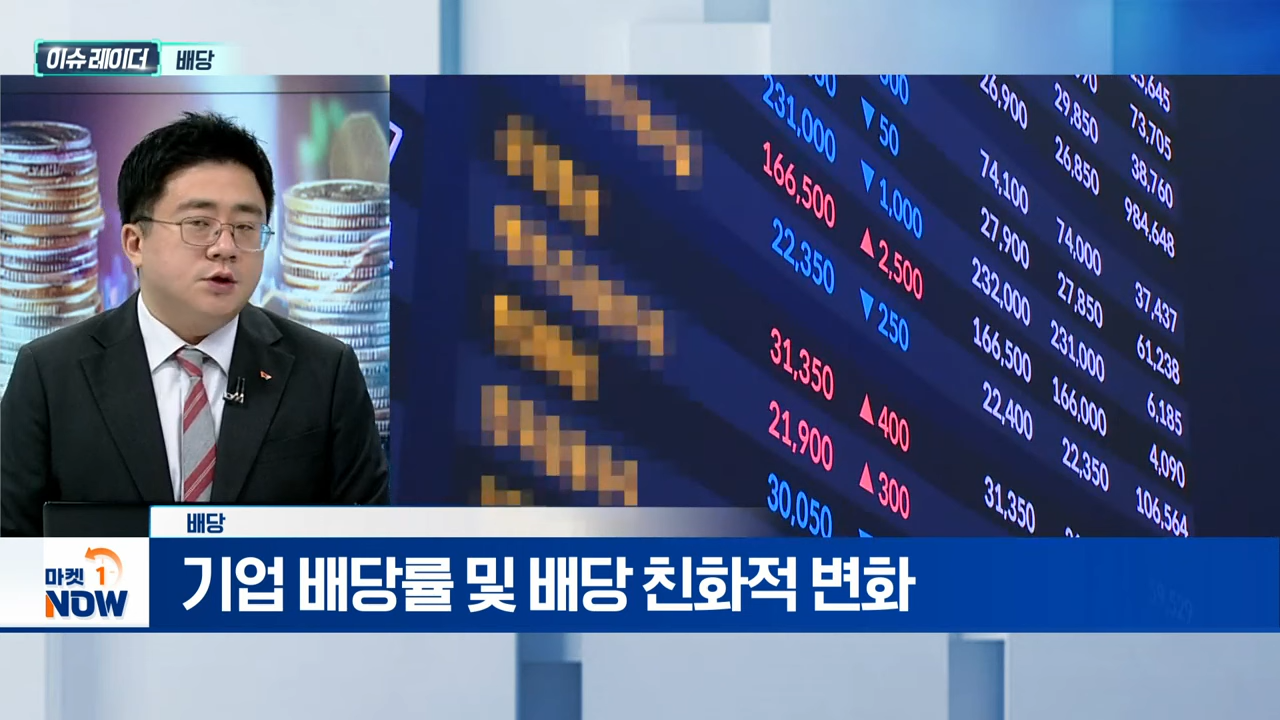 이슈 레이더 배당
231,000 ▼50
166,500 ▼1,000
22,350 ▲2,500
▼250
31,350
21,900 ▲400
30,050 ▲300
26,900 29,850 73,705
26,850 38,760
74,100 984,648
27,900 74,000
232,000 27,850 37,437
166,500 231,000 61,238
22,400 166,000 6,185
22,350 4,090
31,350 106,564
배당
마켓 1
NOW
기업 배당률 및 배당 친화적 변화